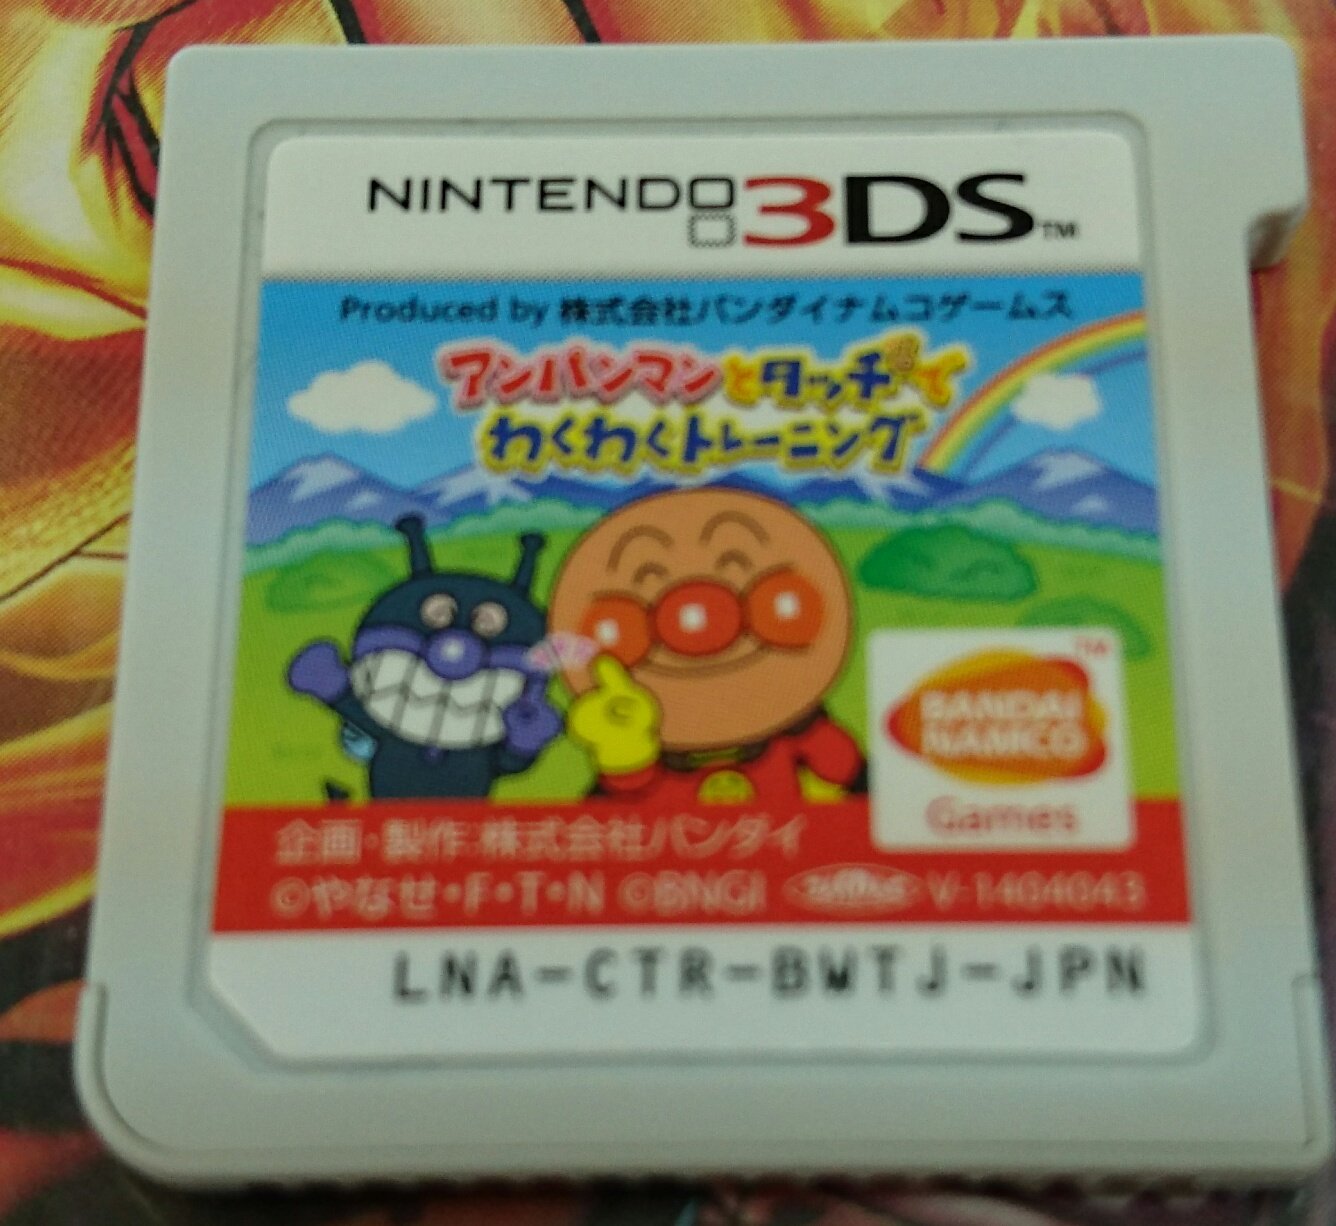 NINTENDO 3DS™
Produced by 株式会社バンダイナムコゲームス
アンパンマンとタッチで
わくわくトレーニング
BANDAI
NAMCO
™
Games
企画・製作:株式会社バンダイ
©やなせ・F・T・N ©BNGI V-1404043
LNA-CTR-BWTJ-JPN